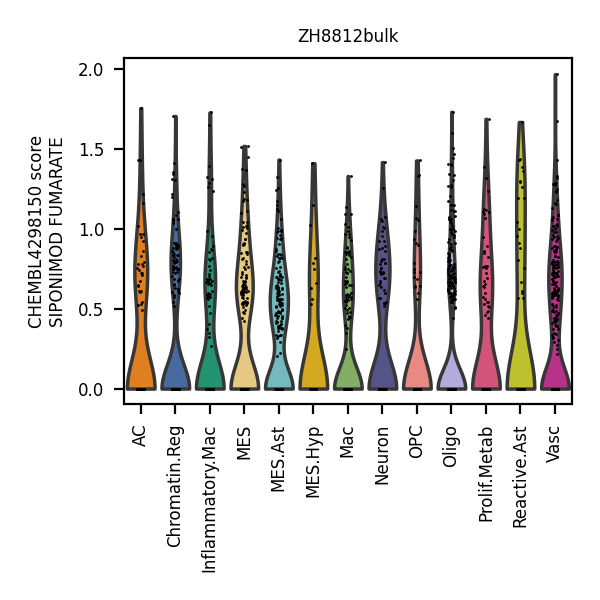 ZH8812bulk
CHEMBL4298150 score
SIPONIMOD FUMARATE
2.0
1.5
1.0
0.5
0.0
AC
Chromatin.Reg
Inflammatory.Mac
MES
MES.Ast
MES.Hyp
Mac
Neuron
OPC
Oligo
Prolif.Metab
Reactive.Ast
Vasc